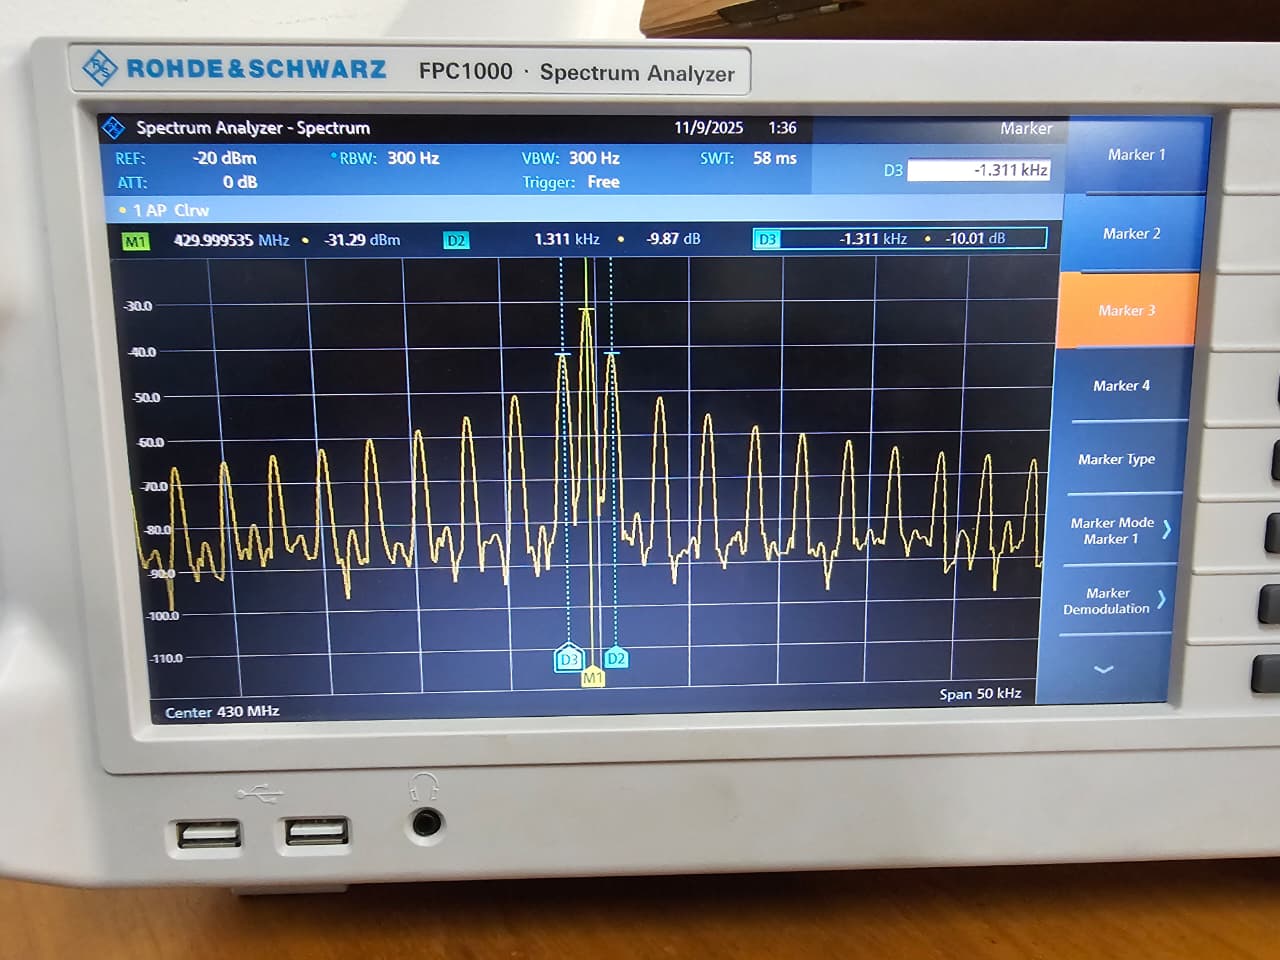 ROHDE&SCHWARZ FPC1000 · Spectrum Analyzer
Spectrum Analyzer - Spectrum 11/9/2025 1:36 Marker
REF: -20 dBm •RBW: 300 Hz VBW: 300 Hz SWT: 58 ms
ATT: 0 dB Trigger: Free
D3 -1.311 kHz
• 1 AP Clrw
M1 429.999535 MHz • -31.29 dBm D2 1.311 kHz • -9.87 dB D3 -1.311 kHz • -10.01 dB
-30.0
-40.0
-50.0
-60.0
-70.0
-80.0
-90.0
-100.0
-110.0
D3 M1 D2
Center 430 MHz Span 50 kHz
Marker 1
Marker 2
Marker 3
Marker 4
Marker Type
Marker Mode
Marker 1
Marker
Demodulation